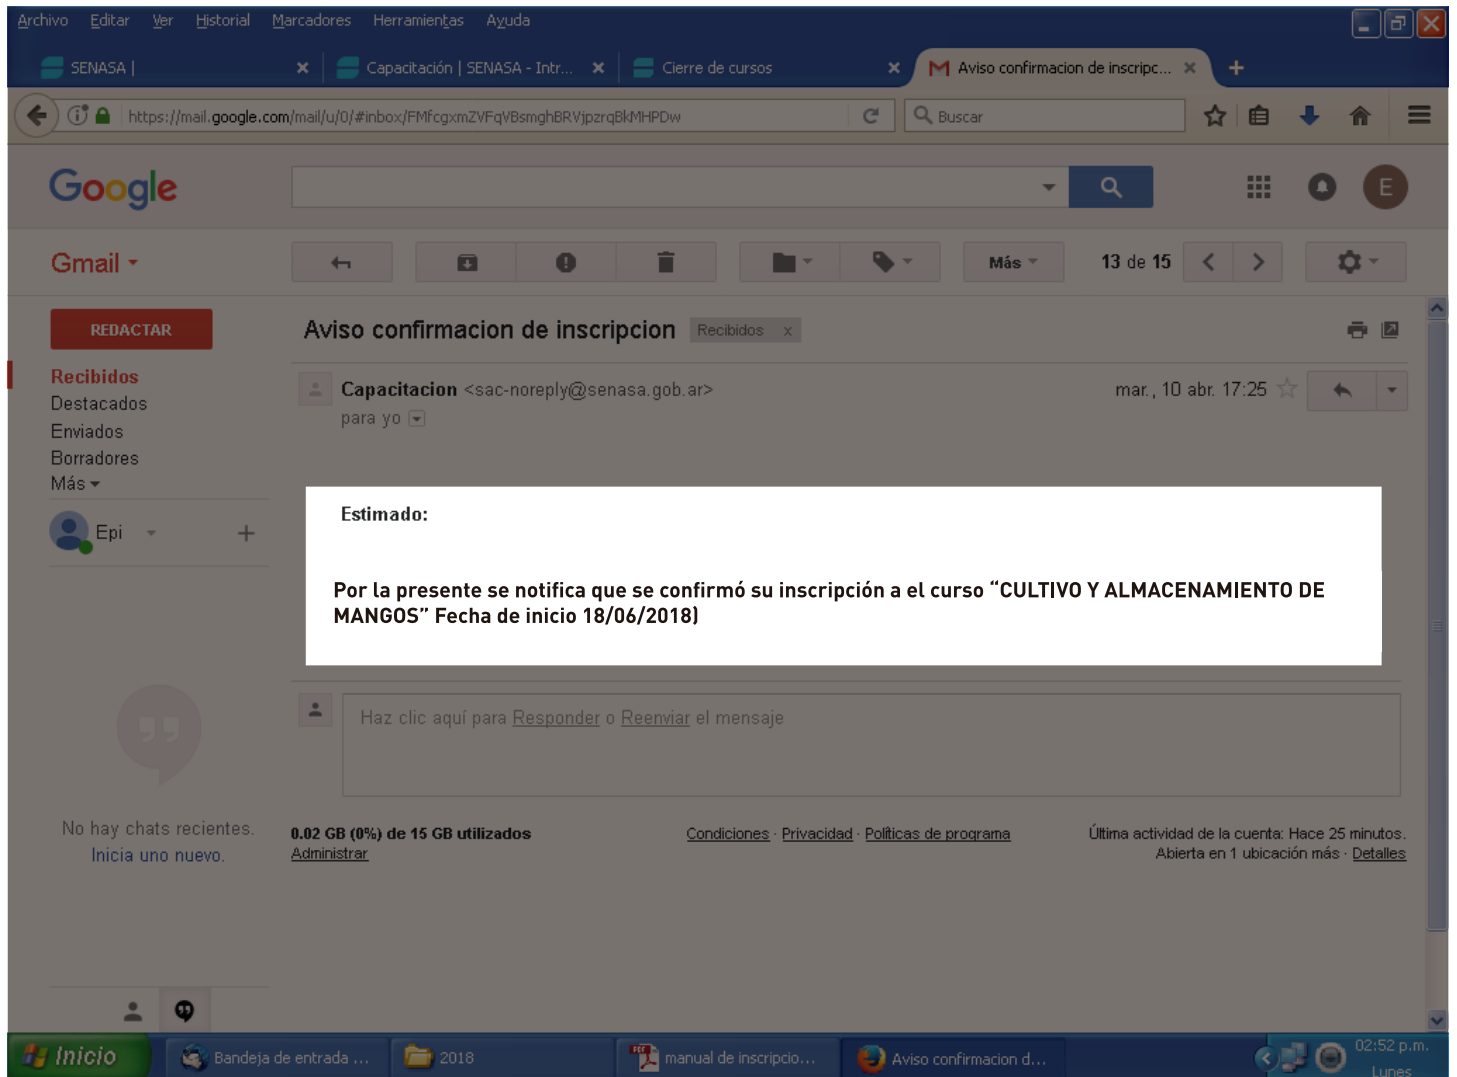 Archivo Editar Ver Historial Marcadores Herramientas Ayuda
SENASA |
Capacitación | SENASA - Intr...
Cierre de cursos
Aviso confirmacion de inscripc...
https://mail.google.com/mail/u/0/#inbox/FMfcgxmZVFqVBsmghBRVjpzrqBkMHPDw
Buscar
Google
E
Gmail
Más
13 de 15
REDACTAR
Aviso confirmacion de inscripcion
Recibidos x
Recibidos
Destacados
Enviados
Borradores
Más
Capacitacion <sac-noreply@senasa.gob.ar>
mar., 10 abr. 17:25
para yo
Epi
Estimado:
Por la presente se notifica que se confirmó su inscripción a el curso “CULTIVO Y ALMACENAMIENTO DE
MANGOS” Fecha de inicio 18/06/2018)
Haz clic aquí para Responder o Reenviar el mensaje
No hay chats recientes.
Inicia uno nuevo.
0.02 GB (0%) de 15 GB utilizados
Administrar
Condiciones · Privacidad · Políticas de programa
Última actividad de la cuenta: Hace 25 minutos.
Abierta en 1 ubicación más · Detalles
Inicio
Bandeja de entrada ...
2018
manual de inscripcio...
Aviso confirmacion d...
02:52 p.m.
Lunes